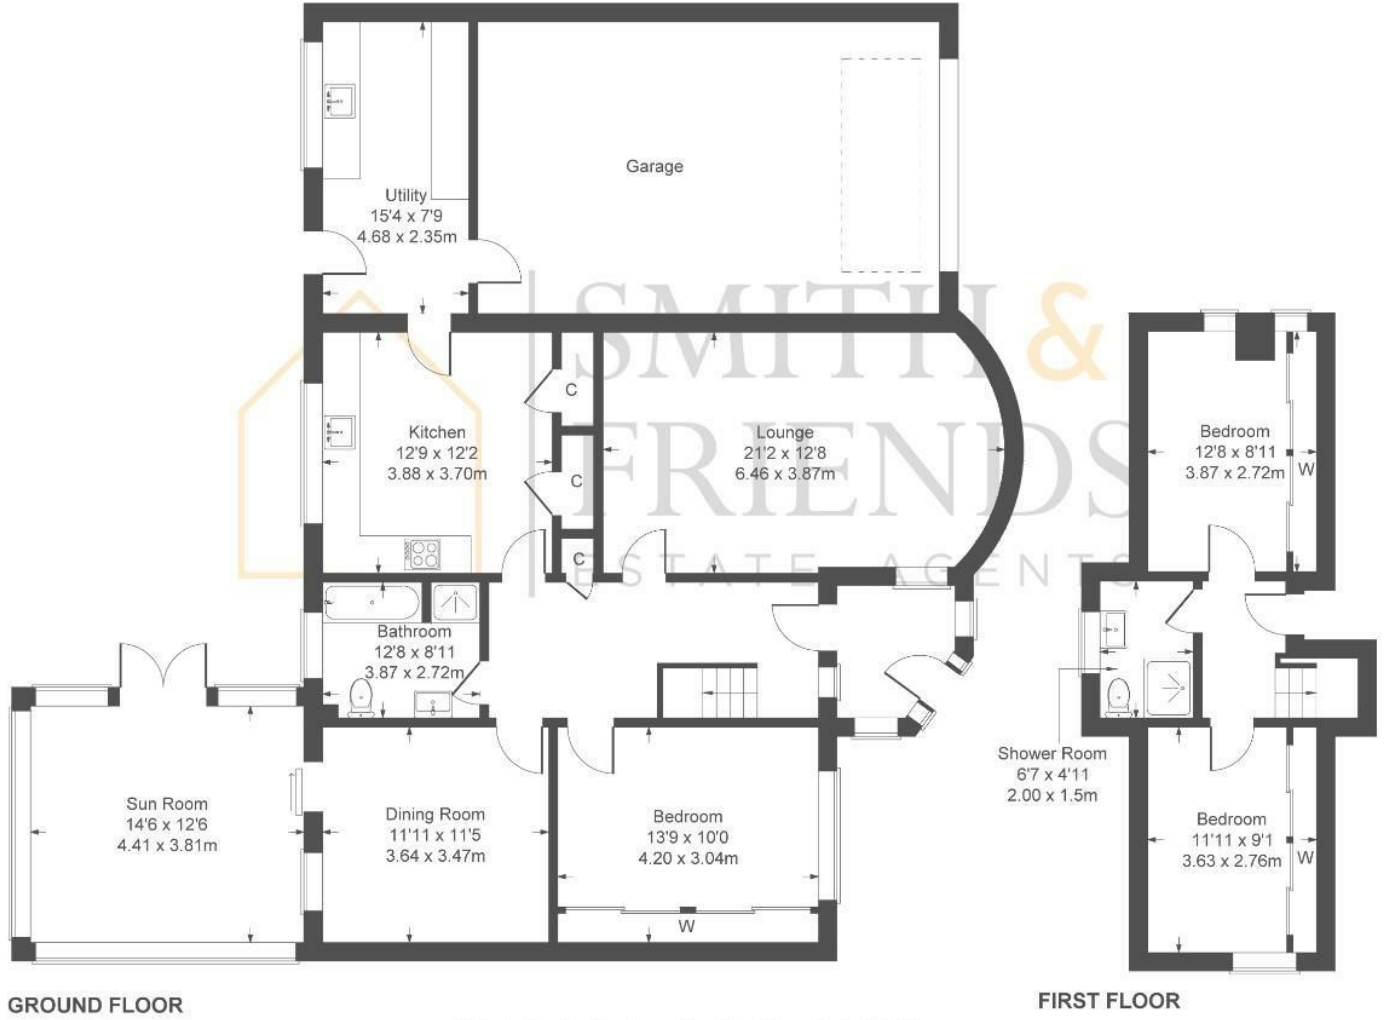 Garage
Utility
15'4 x 7'9
4.68 x 2.35m
SMITH &
FRIENDS
ESTATE AGENTS
Kitchen
12'9 x 12'2
3.88 x 3.70m
C
C
C
Lounge
21'2 x 12'8
6.46 x 3.87m
Bedroom
12'8 x 8'11
3.87 x 2.72m
W
Bathroom
12'8 x 8'11
3.87 x 2.72m
Shower Room
6'7 x 4'11
2.00 x 1.5m
Sun Room
14'6 x 12'6
4.41 x 3.81m
Dining Room
11'11 x 11'5
3.64 x 3.47m
Bedroom
13'9 x 10'0
4.20 x 3.04m
W
Bedroom
11'11 x 9'1
3.63 x 2.76m
W
GROUND FLOOR
FIRST FLOOR